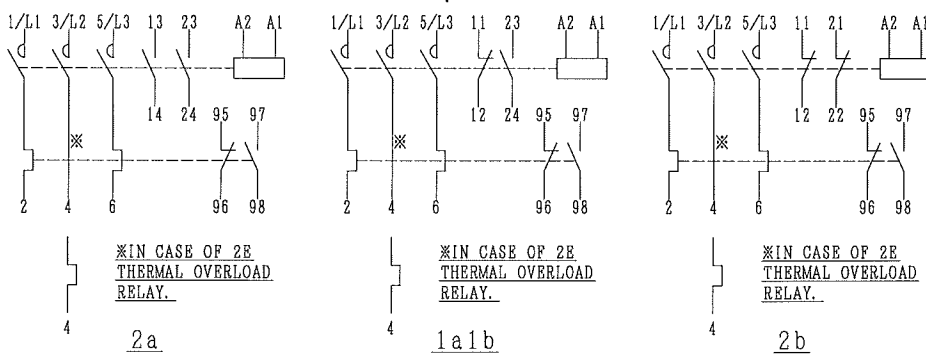 1/L1 3/L2 5/L3 13 23 A2 A1
14 24 95 97
※
2 4 6 96 98
※IN CASE OF 2E
THERMAL OVERLOAD
RELAY.
4
2a
1/L1 3/L2 5/L3 11 23 A2 A1
12 24 95 97
※
2 4 6 96 98
※IN CASE OF 2E
THERMAL OVERLOAD
RELAY.
4
1a1b
1/L1 3/L2 5/L3 11 21 A2 A1
12 22 95 97
※
2 4 6 96 98
※IN CASE OF 2E
THERMAL OVERLOAD
RELAY.
4
2b